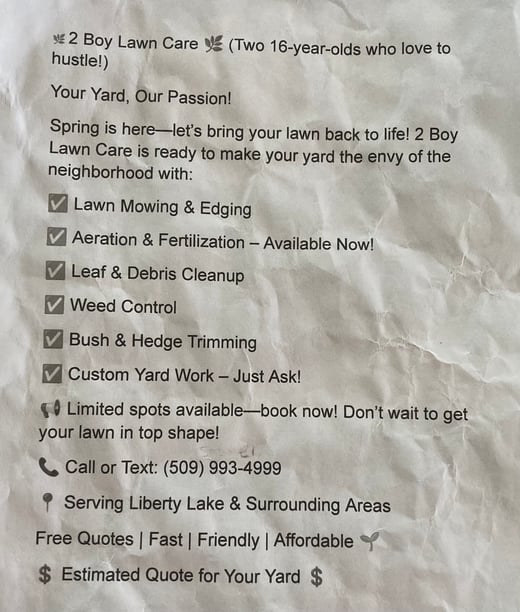 🌿2 Boy Lawn Care 🌿 (Two 16-year-olds who love to
hustle!)
Your Yard, Our Passion!
Spring is here—let's bring your lawn back to life! 2 Boy
Lawn Care is ready to make your yard the envy of the
neighborhood with:
✅ Lawn Mowing & Edging
✅ Aeration & Fertilization – Available Now!
✅ Leaf & Debris Cleanup
✅ Weed Control
✅ Bush & Hedge Trimming
✅ Custom Yard Work – Just Ask!
📢 Limited spots available—book now! Don't wait to get
your lawn in top shape!
📞 Call or Text: (509) 993-4999
📍 Serving Liberty Lake & Surrounding Areas
Free Quotes | Fast | Friendly | Affordable 🌱
💲 Estimated Quote for Your Yard 💲